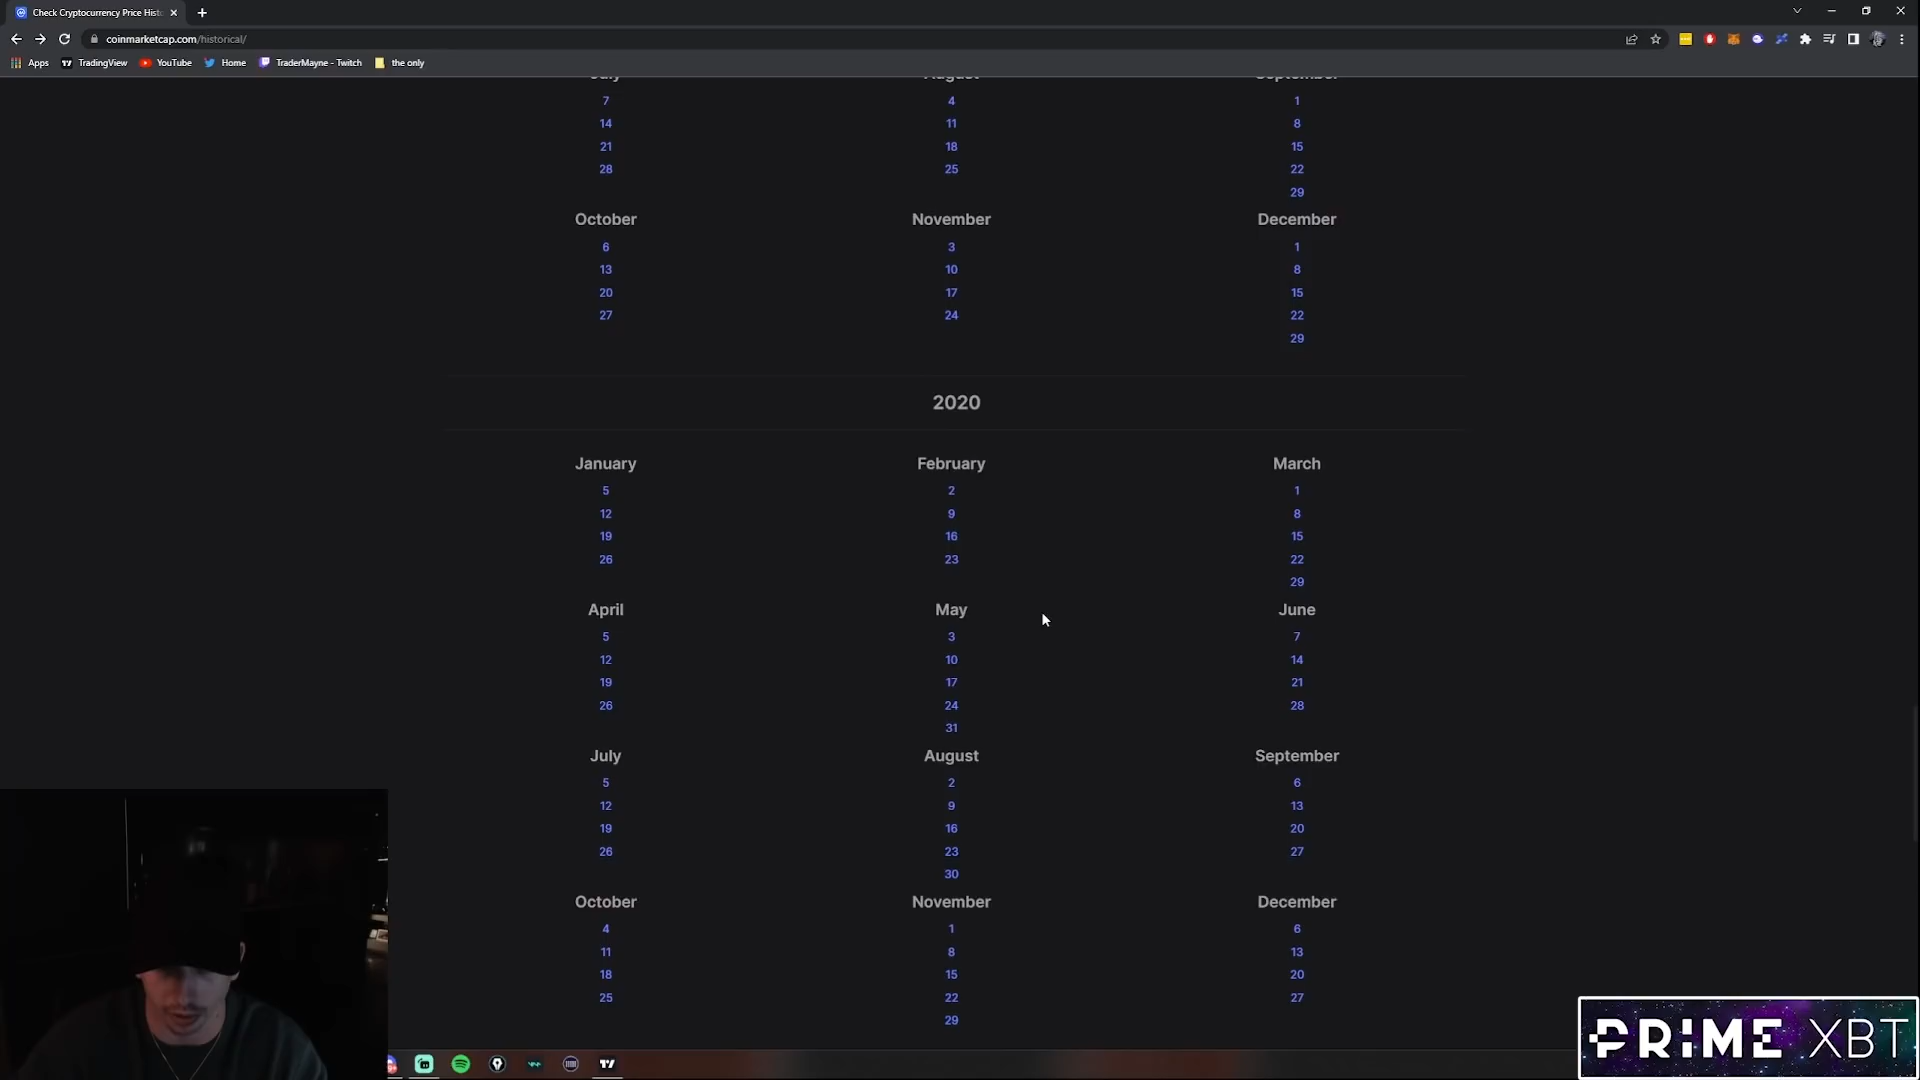 Check Cryptocurrency Price Hist
coinmarketcap.com/historical/
Apps TradingView YouTube Home TraderMayne - Twitch the only
July August September
7 4 1
14 11 8
21 18 15
28 25 22
29
October November December
6 3 1
13 10 8
20 17 15
27 24 22
29
2020
January February March
5 2 1
12 9 8
19 16 15
26 23 22
29
April May June
5 3 7
12 10 14
19 17 21
26 24 28
31
July August September
5 2 6
12 9 13
19 16 20
26 23 27
30
October November December
4 1 6
11 8 13
18 15 20
25 22 27
29
PRIME XBT